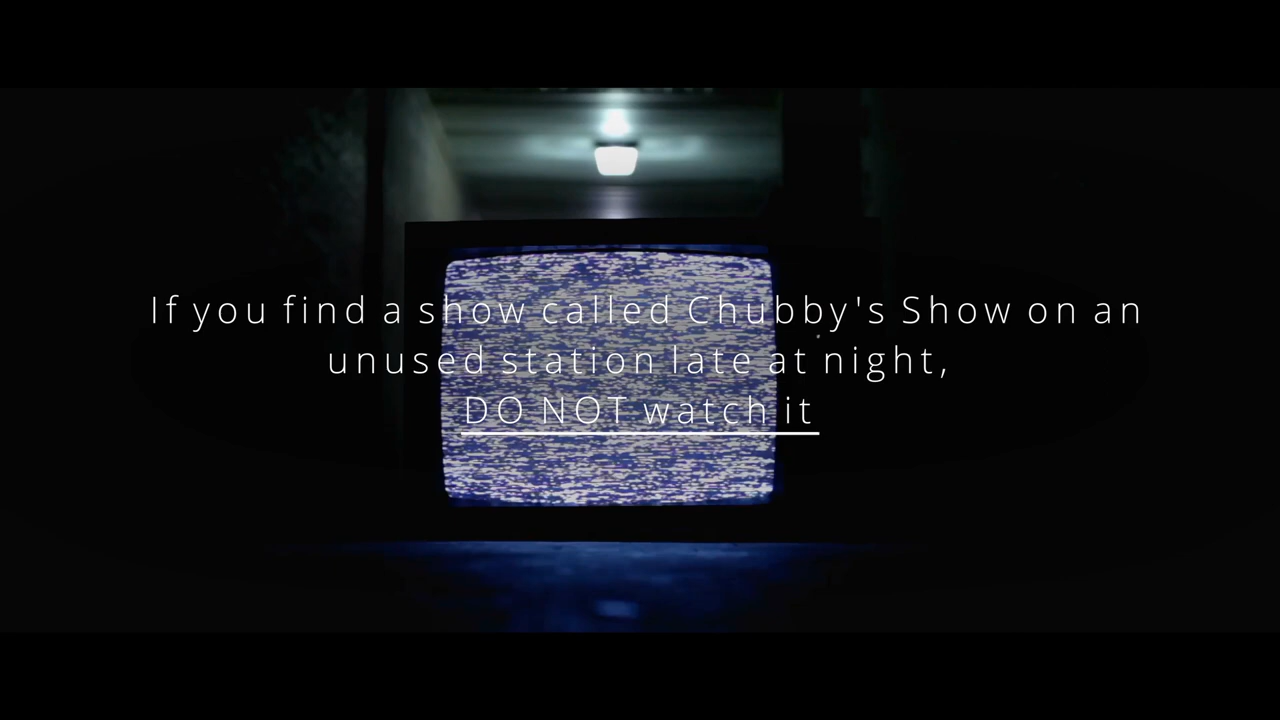 If you find a show called Chubby's Show on an
unused station late at night,
DO NOT watch it